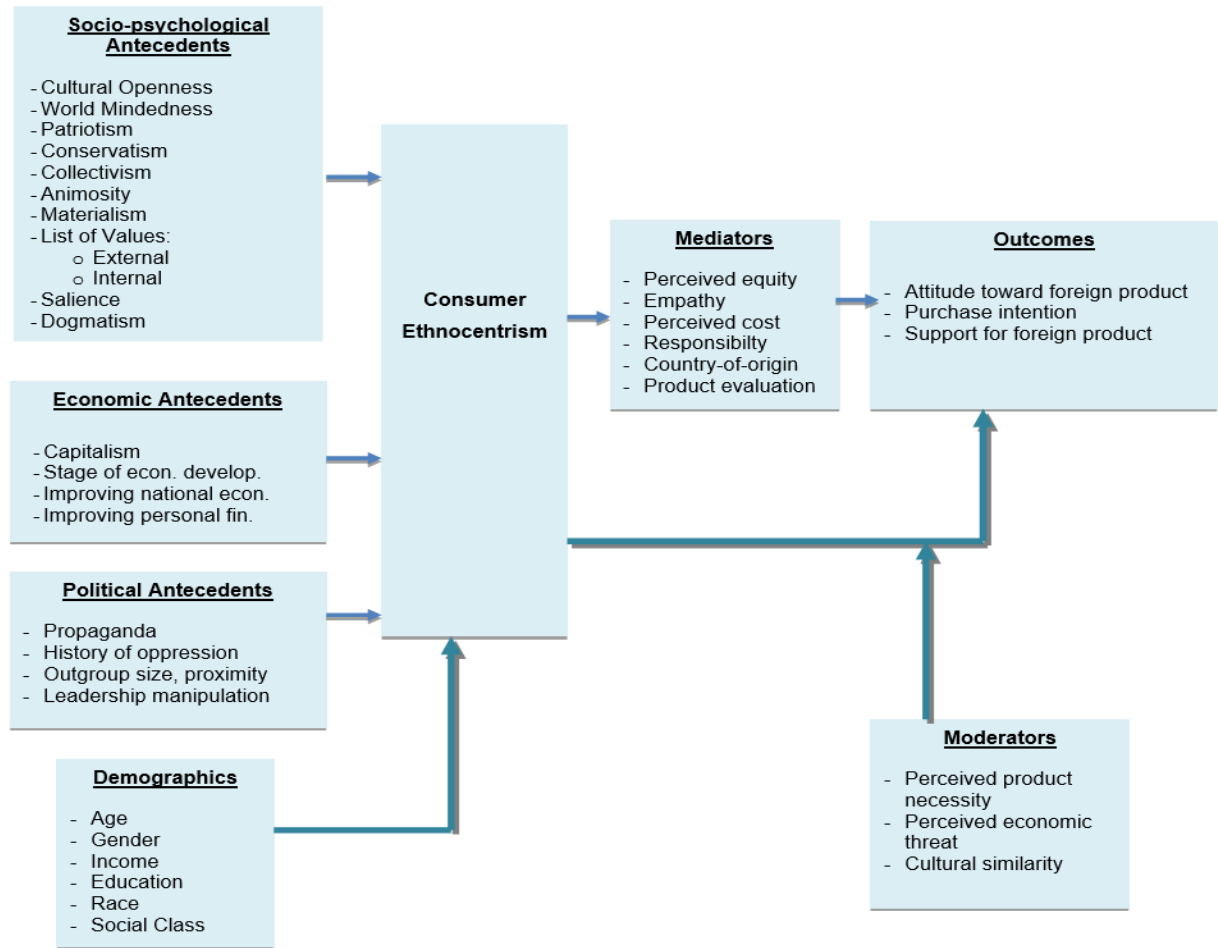 Socio-psychological
Antecedents
- Cultural Openness
- World Mindedness
- Patriotism
- Conservatism
- Collectivism
- Animosity
- Materialism
- List of Values:
o External
o Internal
- Salience
- Dogmatism
Economic Antecedents
- Capitalism
- Stage of econ. develop.
- Improving national econ.
- Improving personal fin.
Political Antecedents
- Propaganda
- History of oppression
- Outgroup size, proximity
- Leadership manipulation
Demographics
- Age
- Gender
- Income
- Education
- Race
- Social Class
Consumer
Ethnocentrism
Mediators
- Perceived equity
- Empathy
- Perceived cost
- Responsibilty
- Country-of-origin
- Product evaluation
Outcomes
- Attitude toward foreign product
- Purchase intention
- Support for foreign product
Moderators
- Perceived product
necessity
- Perceived economic
threat
- Cultural similarity